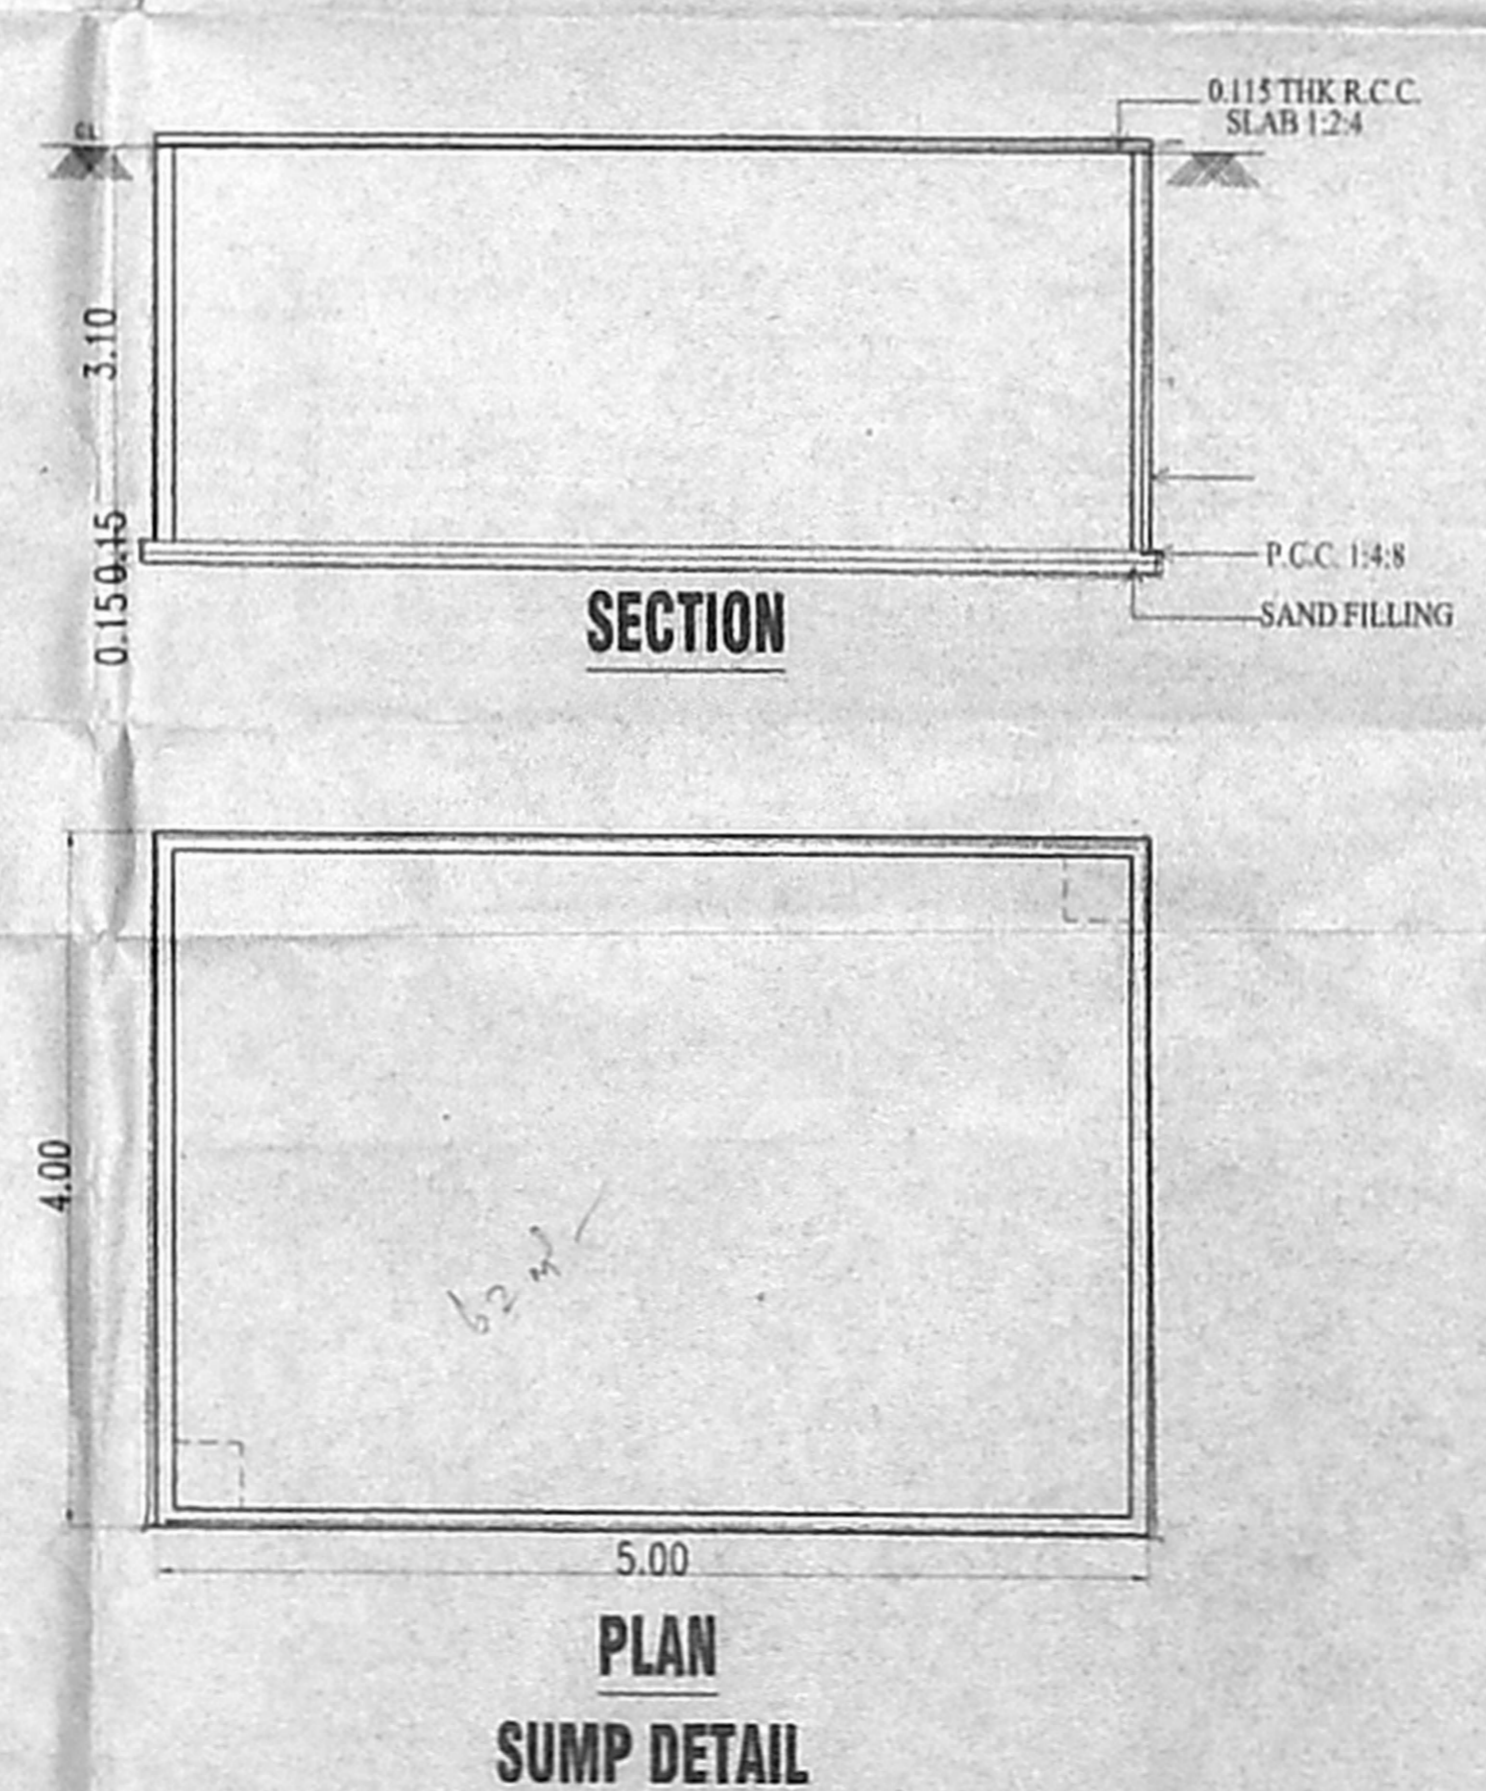 0.115 THK R.C.C.
SLAB 1:2:4
GL
3.10
0.15
0.15
P.C.C. 1:4:8
SAND FILLING
SECTION
4.00
62
5.00
PLAN
SUMP DETAIL